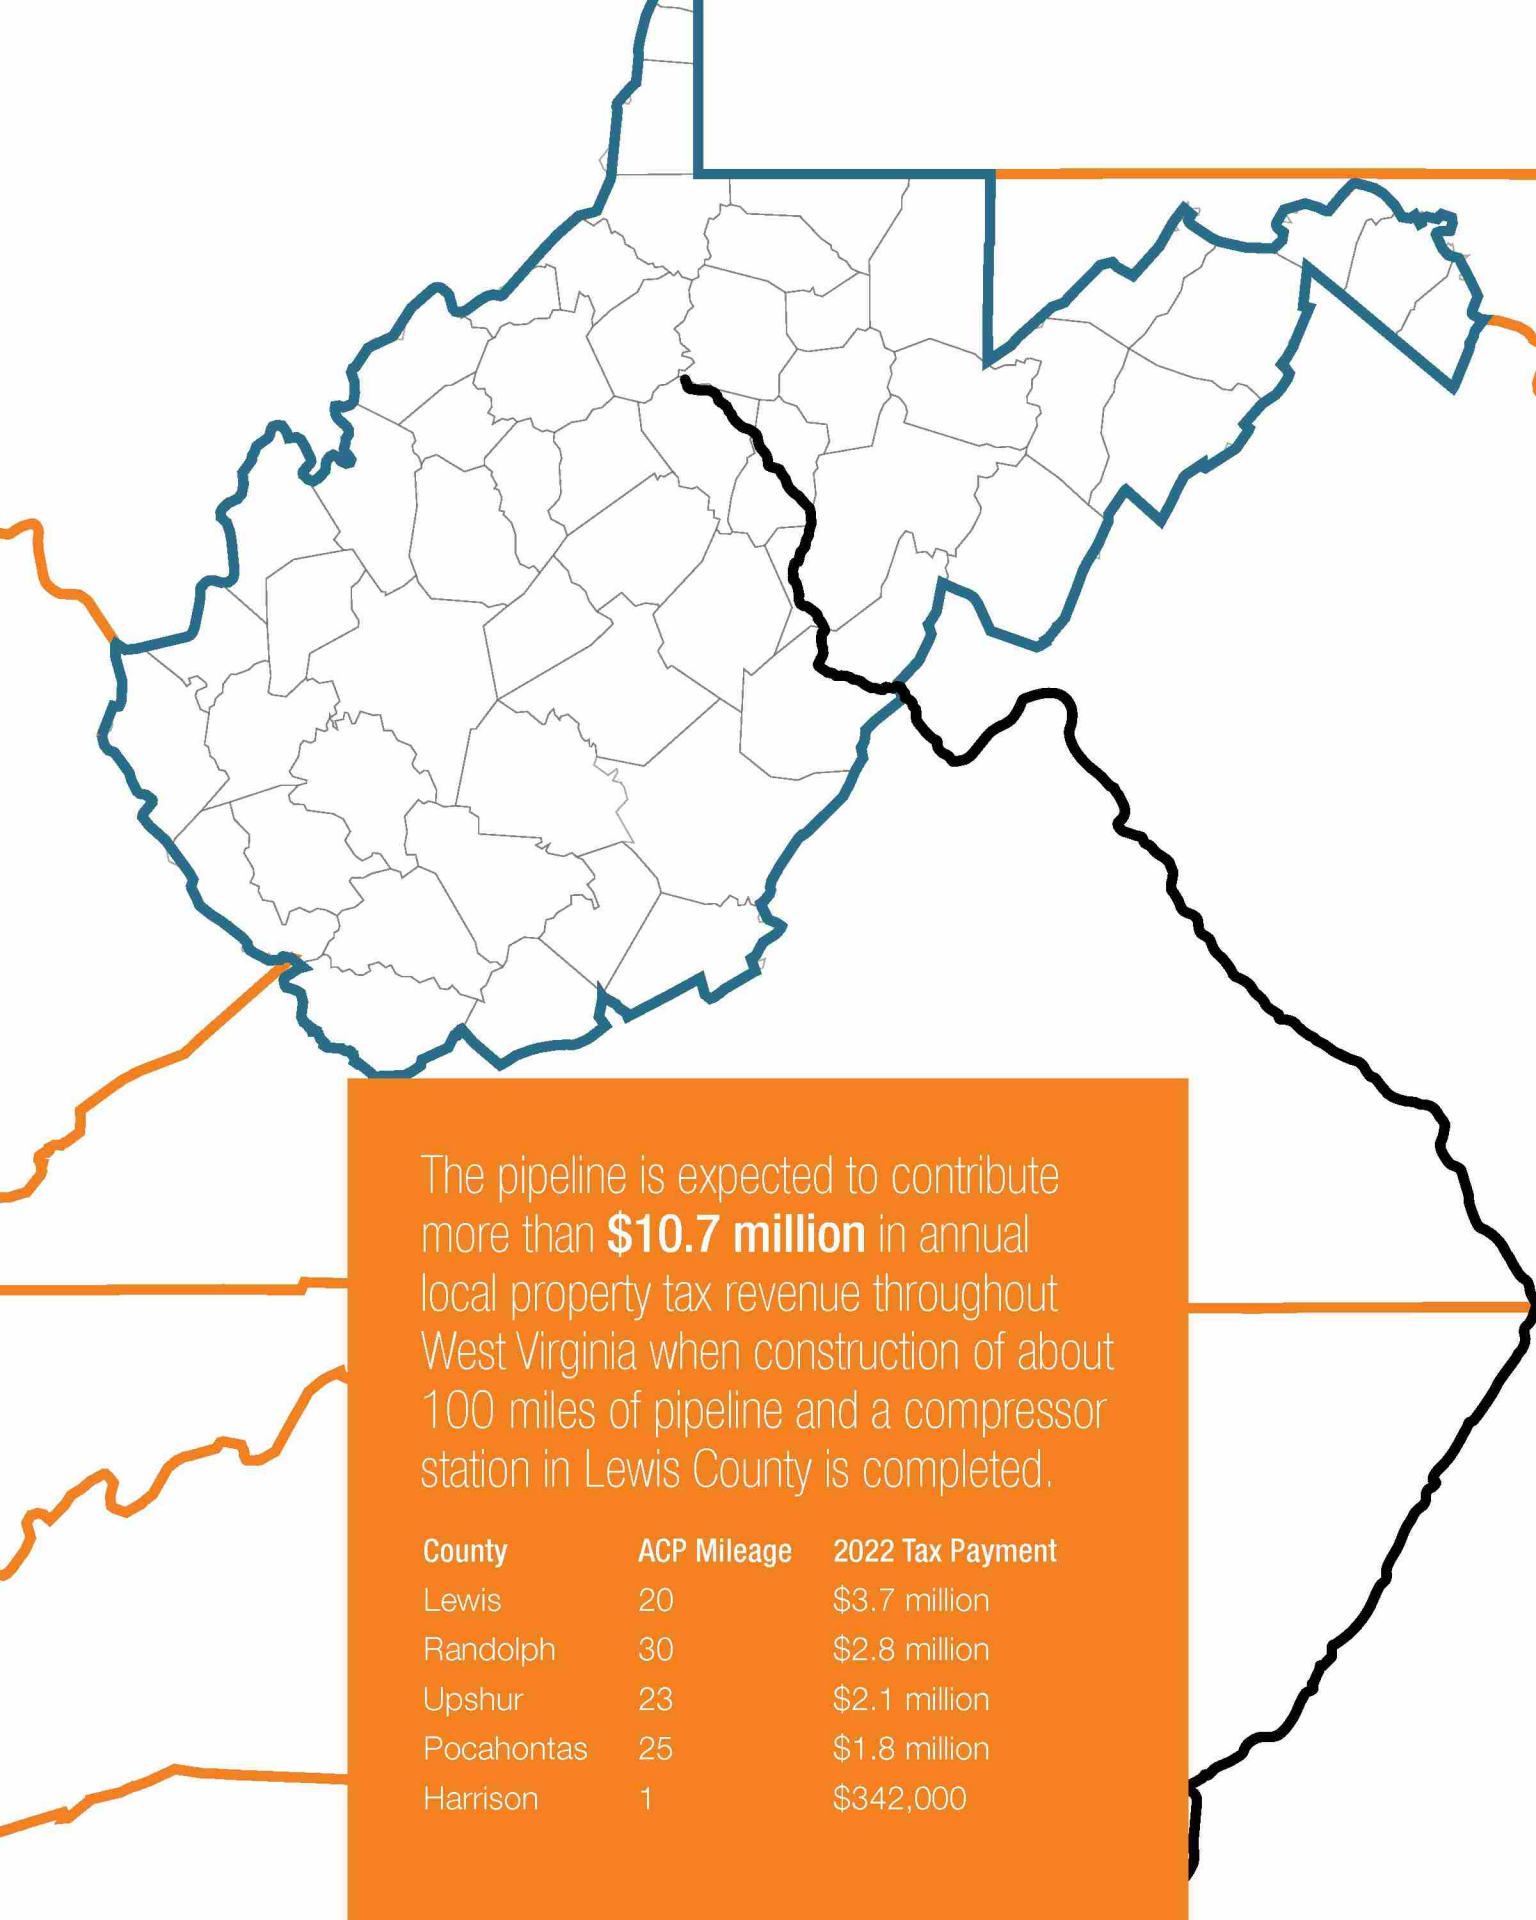 The pipeline is expected to contribute
more than $10.7 million in annual
local property tax revenue throughout
West Virginia when construction of about
100 miles of pipeline and a compressor
station in Lewis County is completed.
County ACP Mileage 2022 Tax Payment
Lewis 20 $3.7 million
Randolph 30 $2.8 million
Upshur 23 $2.1 million
Pocahontas 25 $1.8 million
Harrison 1 $342,000